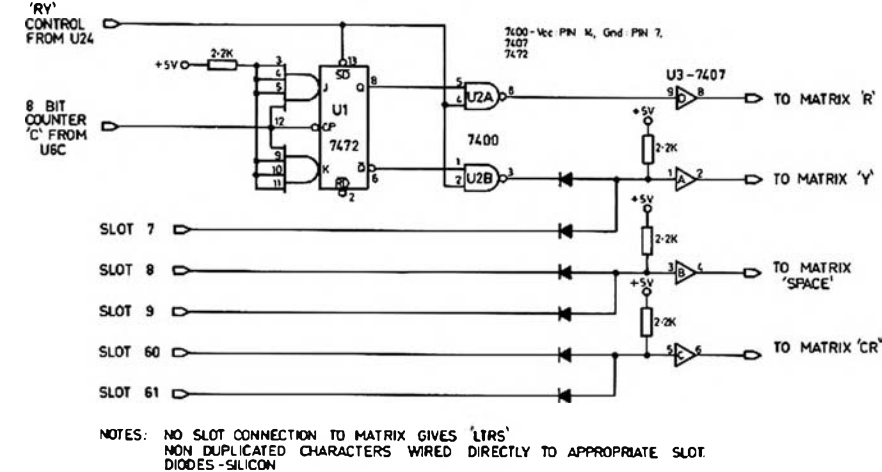 'RY'
CONTROL
FROM U24
+5V
2·2K
3
4
5
J
SD
13
Q
8
U1
8 BIT
COUNTER
'C' FROM
U6C
12
CP
7472
9
10
11
K
Q
6
RD
2
7400-Vcc: PIN 14, Gnd: PIN 7.
7407
7472
5
4
U2A
6
7400
1
2
U2B
3
U3-7407
9
D
8
TO MATRIX 'R'
+5V
2·2K
1
A
2
TO MATRIX 'Y'
SLOT 7
+5V
2·2K
SLOT 8
3
B
4
TO MATRIX
'SPACE'
SLOT 9
+5V
2·2K
SLOT 60
5
C
6
TO MATRIX 'CR'
SLOT 61
NOTES: NO SLOT CONNECTION TO MATRIX GIVES 'LTRS'
NON DUPLICATED CHARACTERS WIRED DIRECTLY TO APPROPRIATE SLOT.
DIODES - SILICON